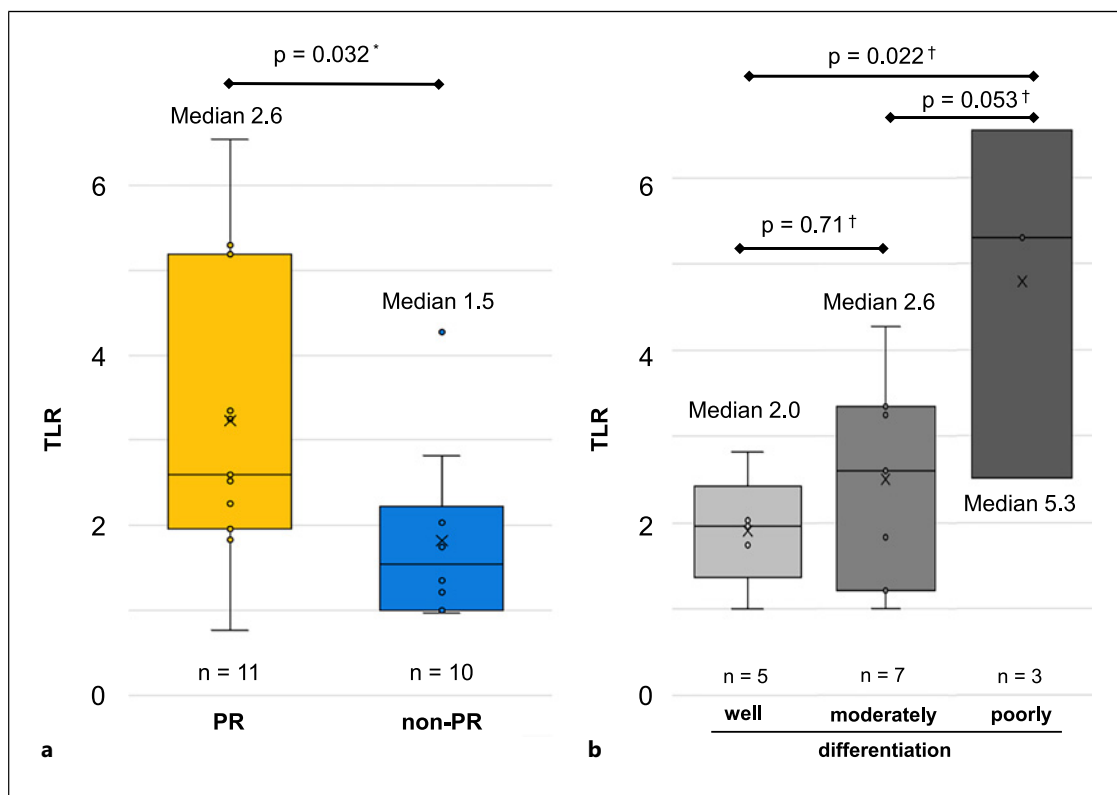 p = 0.032 *
Median 2.6
6
Median 1.5
4
TLR
2
n = 11
n = 10
0
PR
non-PR
a
p = 0.022 †
p = 0.053 †
6
p = 0.71 †
Median 2.6
4
TLR
Median 2.0
Median 5.3
2
n = 5
n = 7
n = 3
0
well
moderately
poorly
differentiation
b